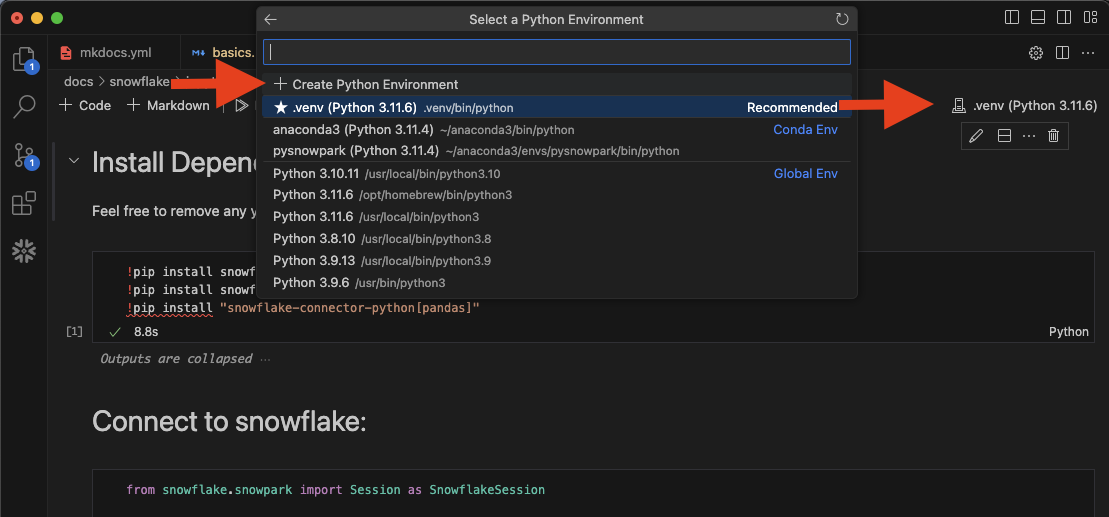 Select a Python Environment
mkdocs.yml
basics.
1
docs > snowflake
Create Python Environment
Code
Markdown
.venv (Python 3.11.6) .venv/bin/python Recommended
.venv (Python 3.11.6)
anaconda3 (Python 3.11.4) ~/anaconda3/bin/python Conda Env
pysnowpark (Python 3.11.4) ~/anaconda3/envs/pysnowpark/bin/python
1
Install Depen
Python 3.10.11 /usr/local/bin/python3.10 Global Env
Python 3.11.6 /opt/homebrew/bin/python3
Feel free to remove any y
Python 3.11.6 /usr/local/bin/python3
Python 3.8.10 /usr/local/bin/python3.8
Python 3.9.13 /usr/local/bin/python3.9
Python 3.9.6 /usr/bin/python3
!pip install snowf
!pip install snowf
!pip install "snowflake-connector-python[pandas]"
[1] 8.8s Python
Outputs are collapsed ...
Connect to snowflake:
from snowflake.snowpark import Session as SnowflakeSession